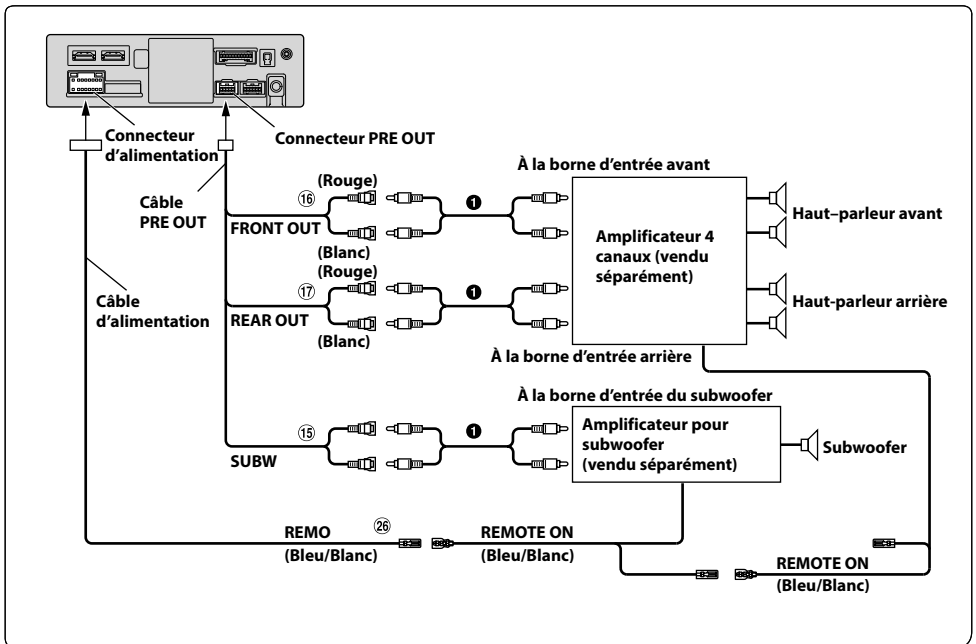 Connecteur
d'alimentation
Connecteur PRE OUT
Câble
PRE OUT
Câble
d'alimentation
À la borne d'entrée avant
(Rouge)
⑯
❶
FRONT OUT
(Blanc)
Amplificateur 4
canaux (vendu
séparément)
Haut–parleur avant
(Rouge)
⑰
❶
REAR OUT
(Blanc)
Haut-parleur arrière
À la borne d'entrée arrière
À la borne d'entrée du subwoofer
⑮
❶
SUBW
Amplificateur pour
subwoofer
(vendu séparément)
Subwoofer
REMO
㉖
(Bleu/Blanc)
REMOTE ON
(Bleu/Blanc)
REMOTE ON
(Bleu/Blanc)